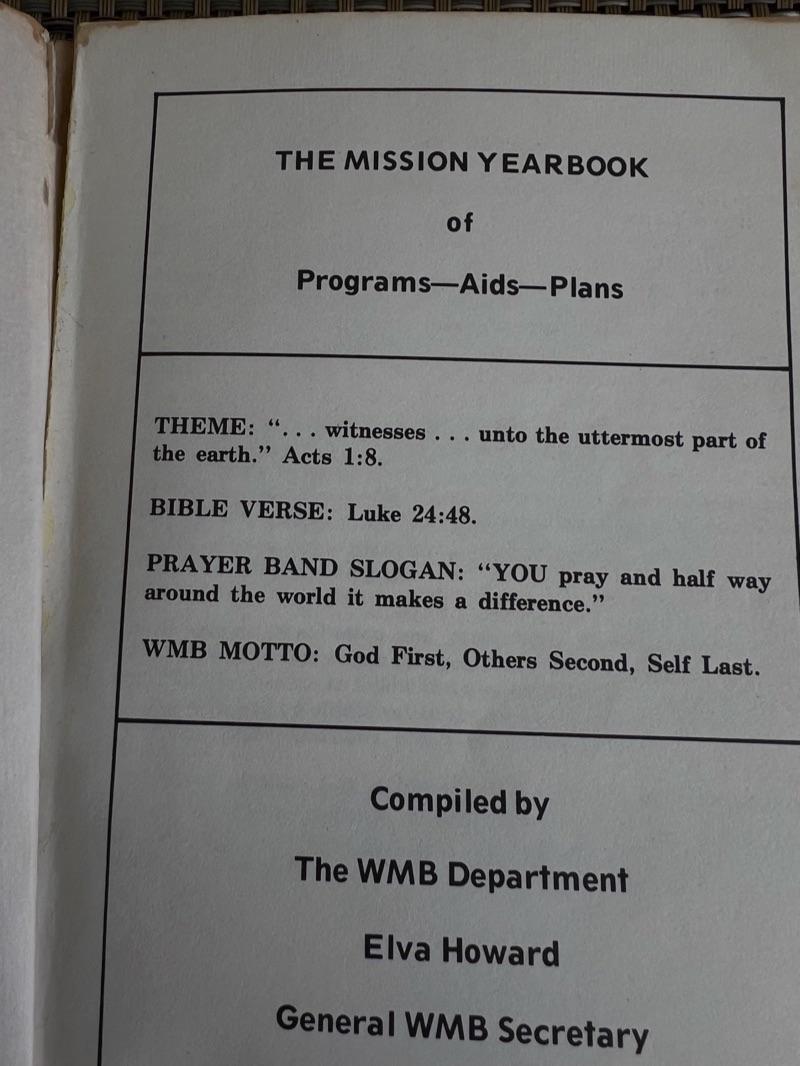 THE MISSION YEARBOOK
of
Programs—Aids—Plans
THEME: “. . . witnesses . . . unto the uttermost part of
the earth.” Acts 1:8.
BIBLE VERSE: Luke 24:48.
PRAYER BAND SLOGAN: “YOU pray and half way
around the world it makes a difference.”
WMB MOTTO: God First, Others Second, Self Last.
Compiled by
The WMB Department
Elva Howard
General WMB Secretary